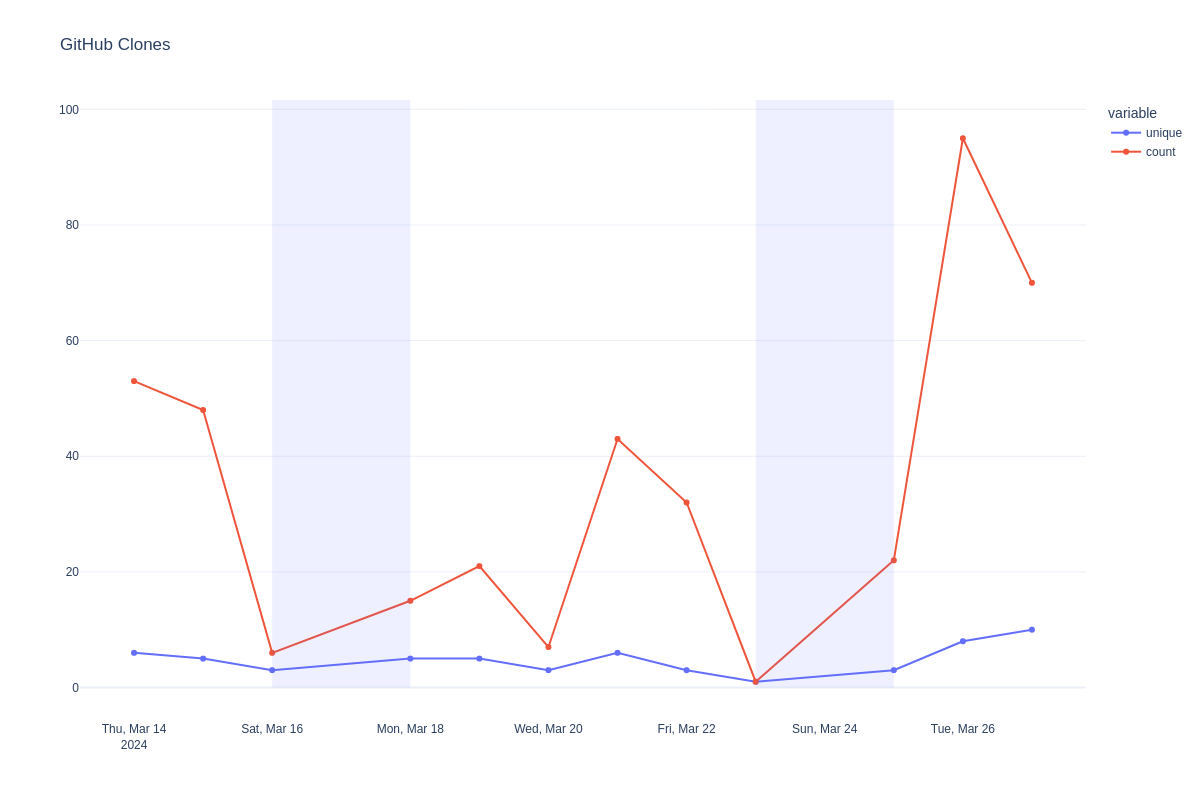 GitHub Clones
variable
unique
count
100
80
60
40
20
0
Thu, Mar 14
2024
Sat, Mar 16
Mon, Mar 18
Wed, Mar 20
Fri, Mar 22
Sun, Mar 24
Tue, Mar 26